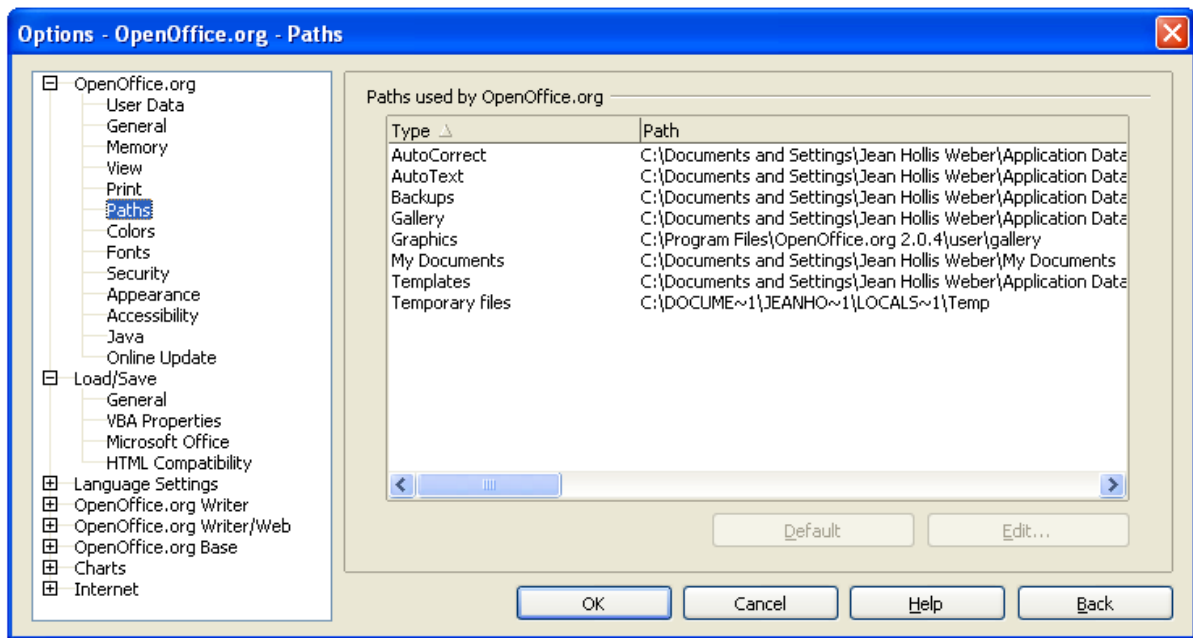 Options - OpenOffice.org - Paths
OpenOffice.org
User Data
General
Memory
View
Print
Paths
Colors
Fonts
Security
Appearance
Accessibility
Java
Online Update
Load/Save
General
VBA Properties
Microsoft Office
HTML Compatibility
Language Settings
OpenOffice.org Writer
OpenOffice.org Writer/Web
OpenOffice.org Base
Charts
Internet
Paths used by OpenOffice.org
Type Path
AutoCorrect C:\Documents and Settings\Jean Hollis Weber\Application Data
AutoText C:\Documents and Settings\Jean Hollis Weber\Application Data
Backups C:\Documents and Settings\Jean Hollis Weber\Application Data
Gallery C:\Documents and Settings\Jean Hollis Weber\Application Data
Graphics C:\Program Files\OpenOffice.org 2.0.4\user\gallery
My Documents C:\Documents and Settings\Jean Hollis Weber\My Documents
Templates C:\Documents and Settings\Jean Hollis Weber\Application Data
Temporary files C:\DOCUME~1\JEANHO~1\LOCALS~1\Temp
Default Edit...
OK Cancel Help Back